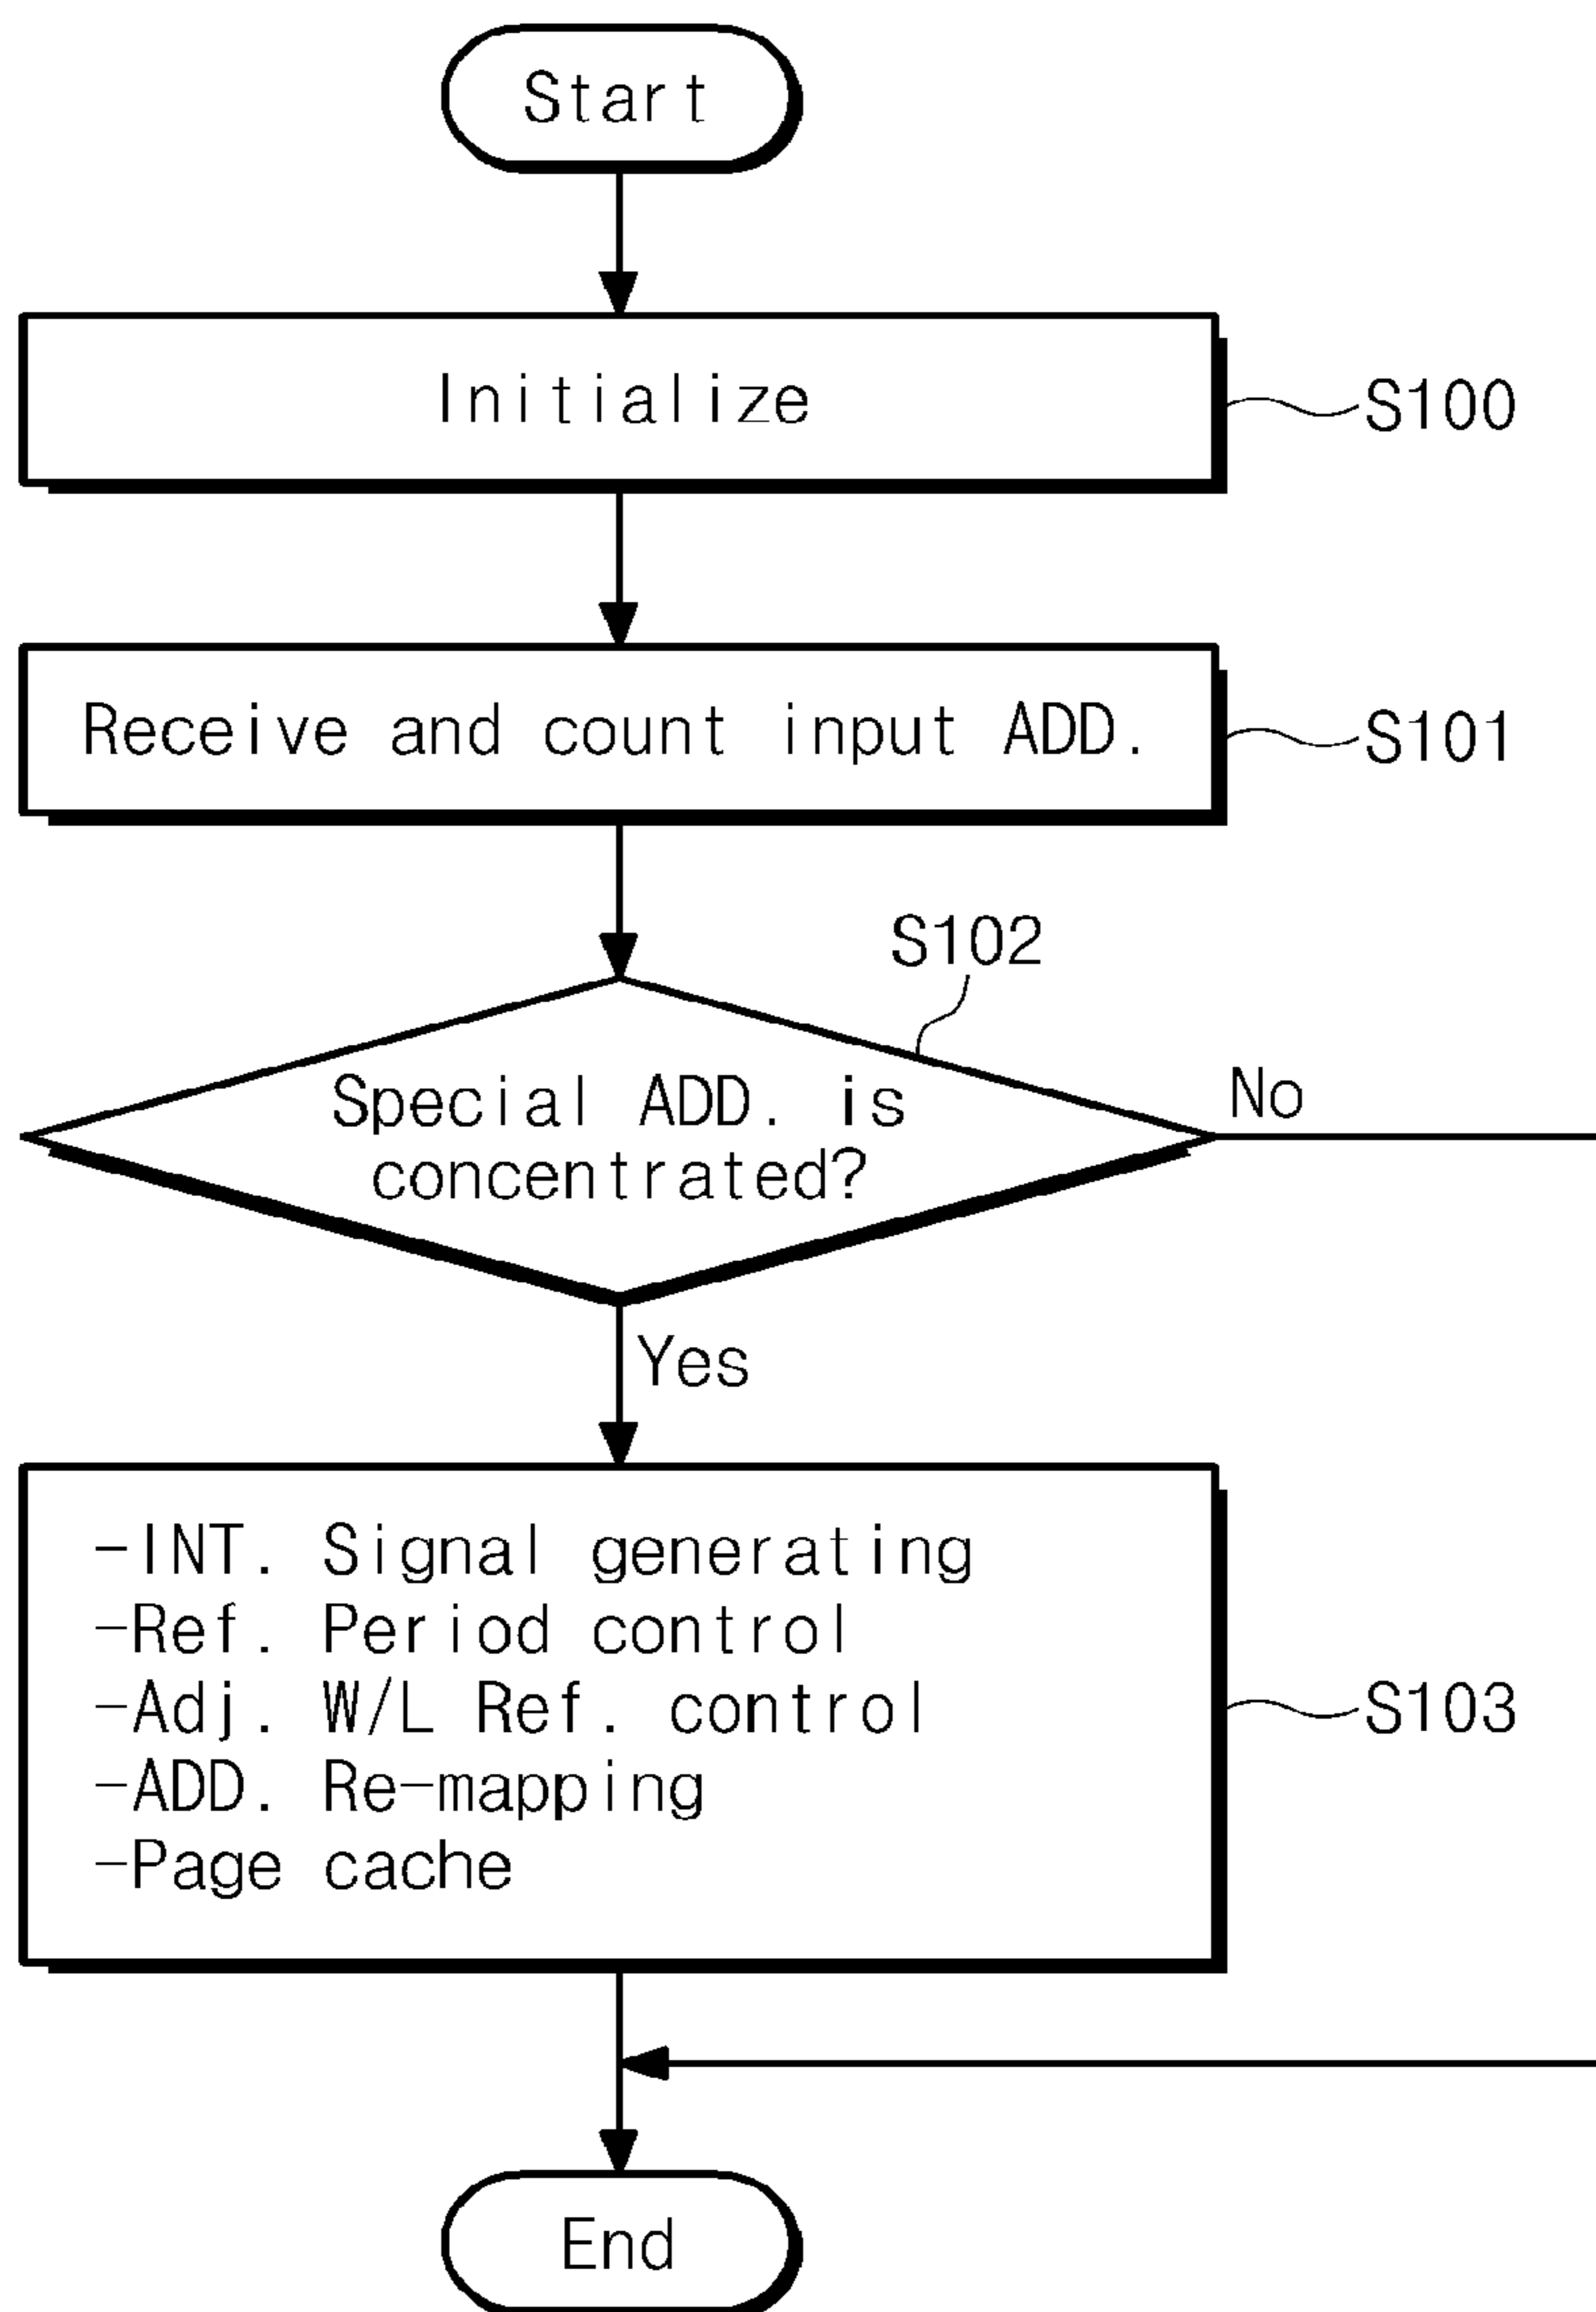 Start
Initialize
S100
Receive and count input ADD.
S101
S102
Special ADD. is
concentrated?
No
Yes
-INT. Signal generating
-Ref. Period control
-Adj. W/L Ref. control
-ADD. Re-mapping
-Page cache
S103
End